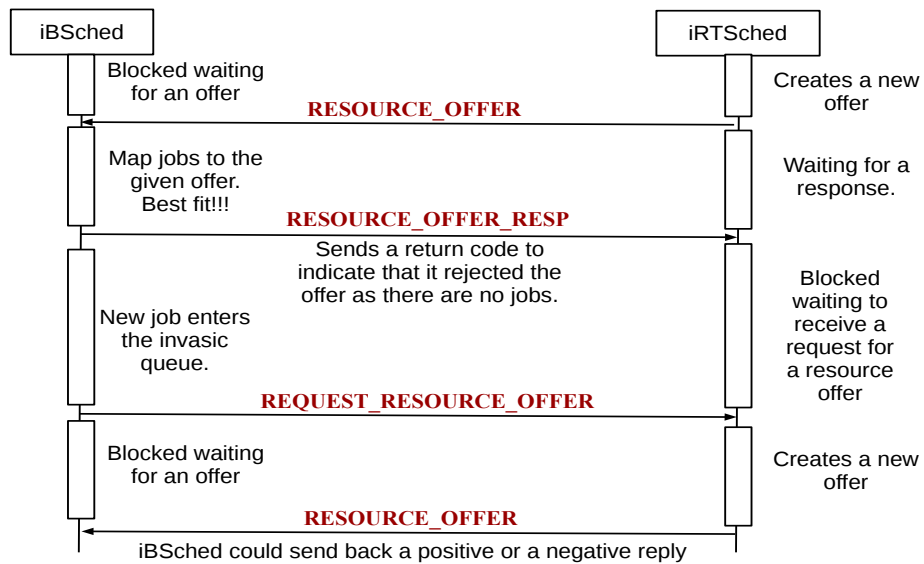 iBSched
iRTSched
Blocked waiting
for an offer
Creates a new
offer
RESOURCE_OFFER
Map jobs to the
given offer.
Best fit!!!
Waiting for a
response.
RESOURCE_OFFER_RESP
Sends a return code to
indicate that it rejected the
offer as there are no jobs.
New job enters
the invasic
queue.
Blocked
waiting to
receive a
request for
a resource
offer
REQUEST_RESOURCE_OFFER
Blocked waiting
for an offer
Creates a new
offer
RESOURCE_OFFER
iBSched could send back a positive or a negative reply